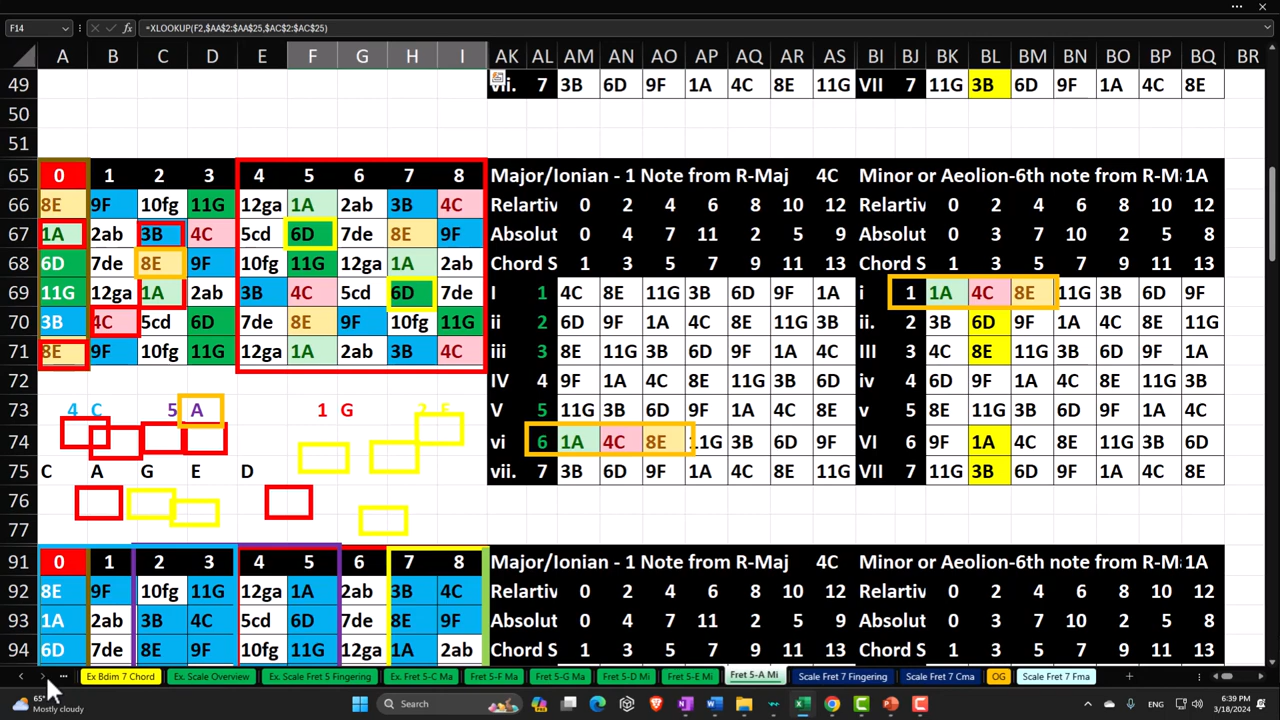 F14 =XLOOKUP(F2,$AA$2:$AA$25,$AC$2:$AC$25)
A B C D E F G H I AK AL AM AN AO AP AQ AR AS BI BJ BK BL BM BN BO BP BQ BR
49 vii. 7 3B 6D 9F 1A 4C 8E 11G VII 7 11G 3B 6D 9F 1A 4C 8E
50
51
65 0 1 2 3 4 5 6 7 8 Major/Ionian - 1 Note from R-Maj 4C Minor or Aeolion-6th note from R-M 1A
66 8E 9F 10fg 11G 12ga 1A 2ab 3B 4C Relartiv 0 2 4 6 8 10 12 Relartiv 0 2 4 6 8 10 12
67 1A 2ab 3B 4C 5cd 6D 7de 8E 9F Absolut 0 4 7 11 2 5 9 Absolut 0 3 7 10 2 5 8
68 6D 7de 8E 9F 10fg 11G 12ga 1A 2ab Chord S 1 3 5 7 9 11 13 Chord S 1 3 5 7 9 11 13
69 11G 12ga 1A 2ab 3B 4C 5cd 6D 7de I 1 4C 8E 11G 3B 6D 9F 1A i 1 1A 4C 8E 11G 3B 6D 9F
70 3B 4C 5cd 6D 7de 8E 9F 10fg 11G ii 2 6D 9F 1A 4C 8E 11G 3B ii. 2 3B 6D 9F 1A 4C 8E 11G
71 8E 9F 10fg 11G 12ga 1A 2ab 3B 4C iii 3 8E 11G 3B 6D 9F 1A 4C III 3 4C 8E 11G 3B 6D 9F 1A
72 IV 4 9F 1A 4C 8E 11G 3B 6D iv 4 6D 9F 1A 4C 8E 11G 3B
73 4 C 5 A 1 G 2 E V 5 11G 3B 6D 9F 1A 4C 8E v 5 8E 11G 3B 6D 9F 1A 4C
74 vi 6 1A 4C 8E 11G 3B 6D 9F VI 6 9F 1A 4C 8E 11G 3B 6D
75 C A G E D vii. 7 3B 6D 9F 1A 4C 8E 11G VII 7 11G 3B 6D 9F 1A 4C 8E
76
77
91 0 1 2 3 4 5 6 7 8 Major/Ionian - 1 Note from R-Maj 4C Minor or Aeolion-6th note from R-M 1A
92 8E 9F 10fg 11G 12ga 1A 2ab 3B 4C Relartiv 0 2 4 6 8 10 12 Relartiv 0 2 4 6 8 10 12
93 1A 2ab 3B 4C 5cd 6D 7de 8E 9F Absolut 0 4 7 11 2 5 9 Absolut 0 3 7 10 2 5 8
94 6D 7de 8E 9F 10fg 11G 12ga 1A 2ab Chord S 1 3 5 7 9 11 13 Chord S 1 3 5 7 9 11 13
Ex Bdim 7 Chord Ex. Scale Overview Ex. Scale Fret 5 Fingering Ex. Fret 5-C Ma Fret 5-F Ma Fret 5-G Ma Fret 5-D Mi Fret 5-E Mi Fret 5-A Mi Scale Fret 7 Fingering Scale Fret 7 Cma OG Scale Fret 7 Fma
65° Mostly cloudy Search 6:39 PM 3/18/2024